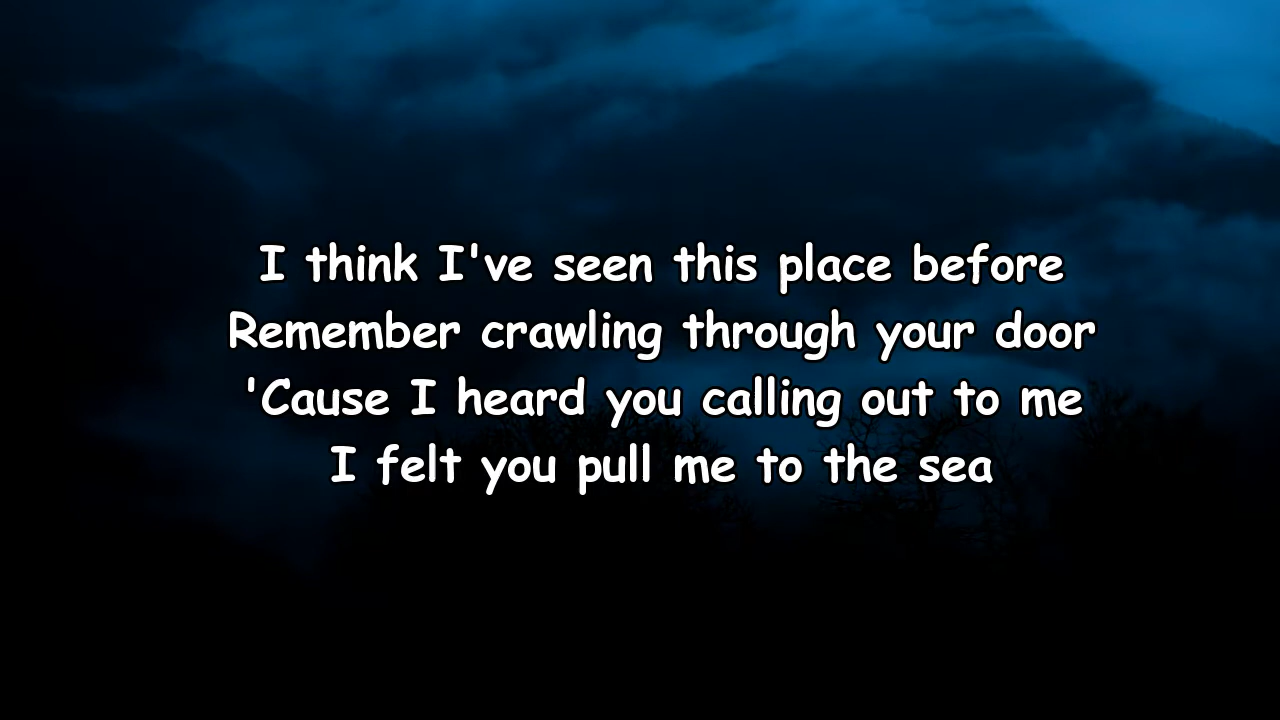 I think I've seen this place before
Remember crawling through your door
'Cause I heard you calling out to me
I felt you pull me to the sea